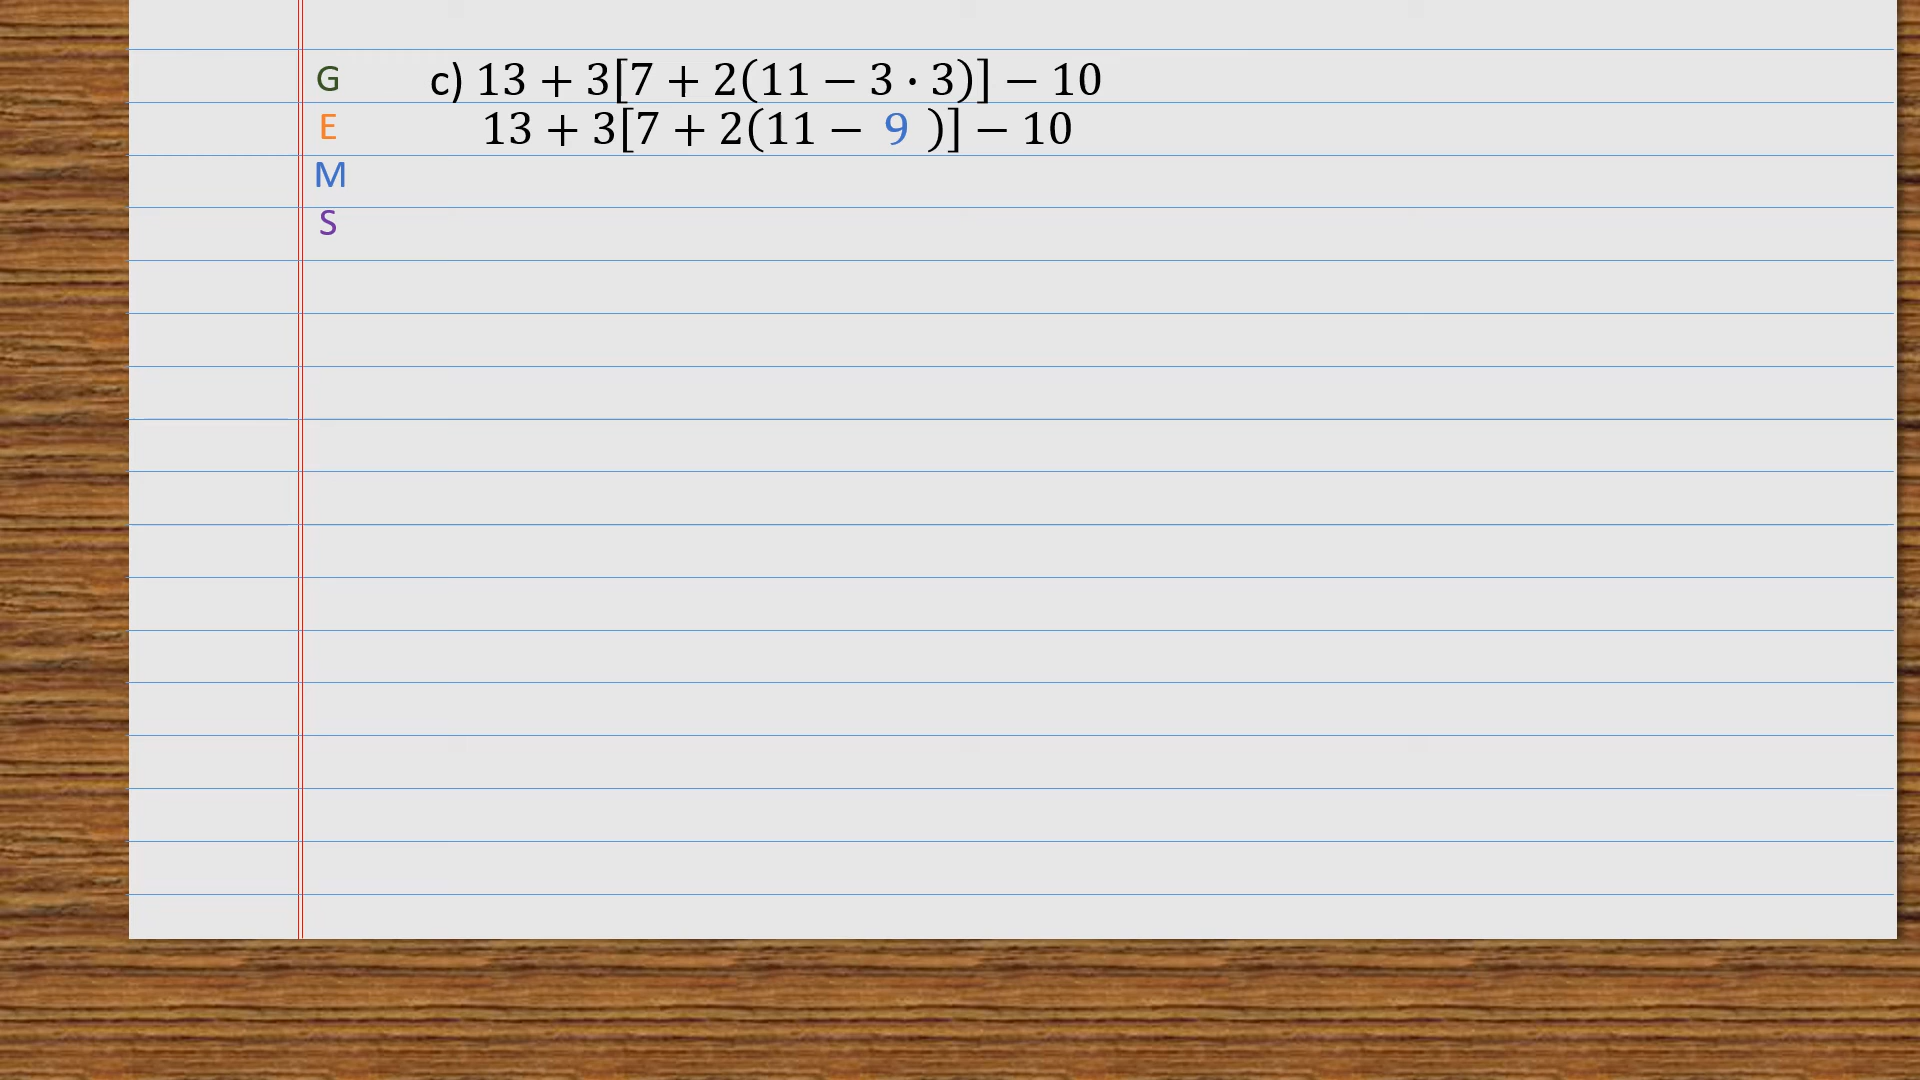 G c) 13 + 3[7 + 2(11 − 3 · 3)] − 10
E 13 + 3[7 + 2(11 − 9 )] − 10
M
S